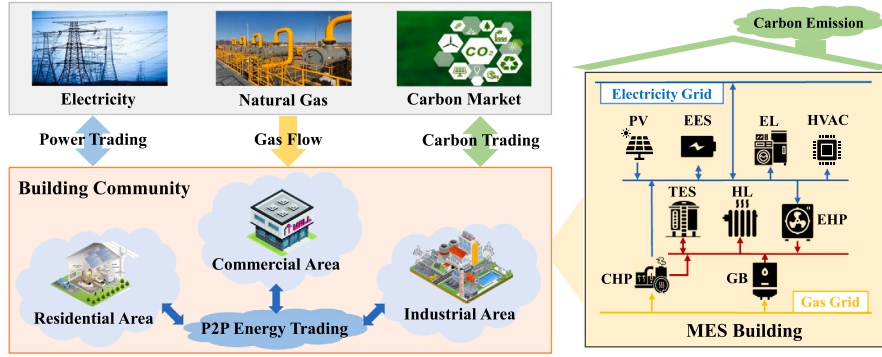 Electricity
Natural Gas
CO2
Carbon Market
Power Trading
Gas Flow
Carbon Trading
Building Community
MALL
Commercial Area
Residential Area
P2P Energy Trading
Industrial Area
Carbon Emission
Electricity Grid
PV
EES
EL
HVAC
TES
HL
EHP
CHP
GB
Gas Grid
MES Building